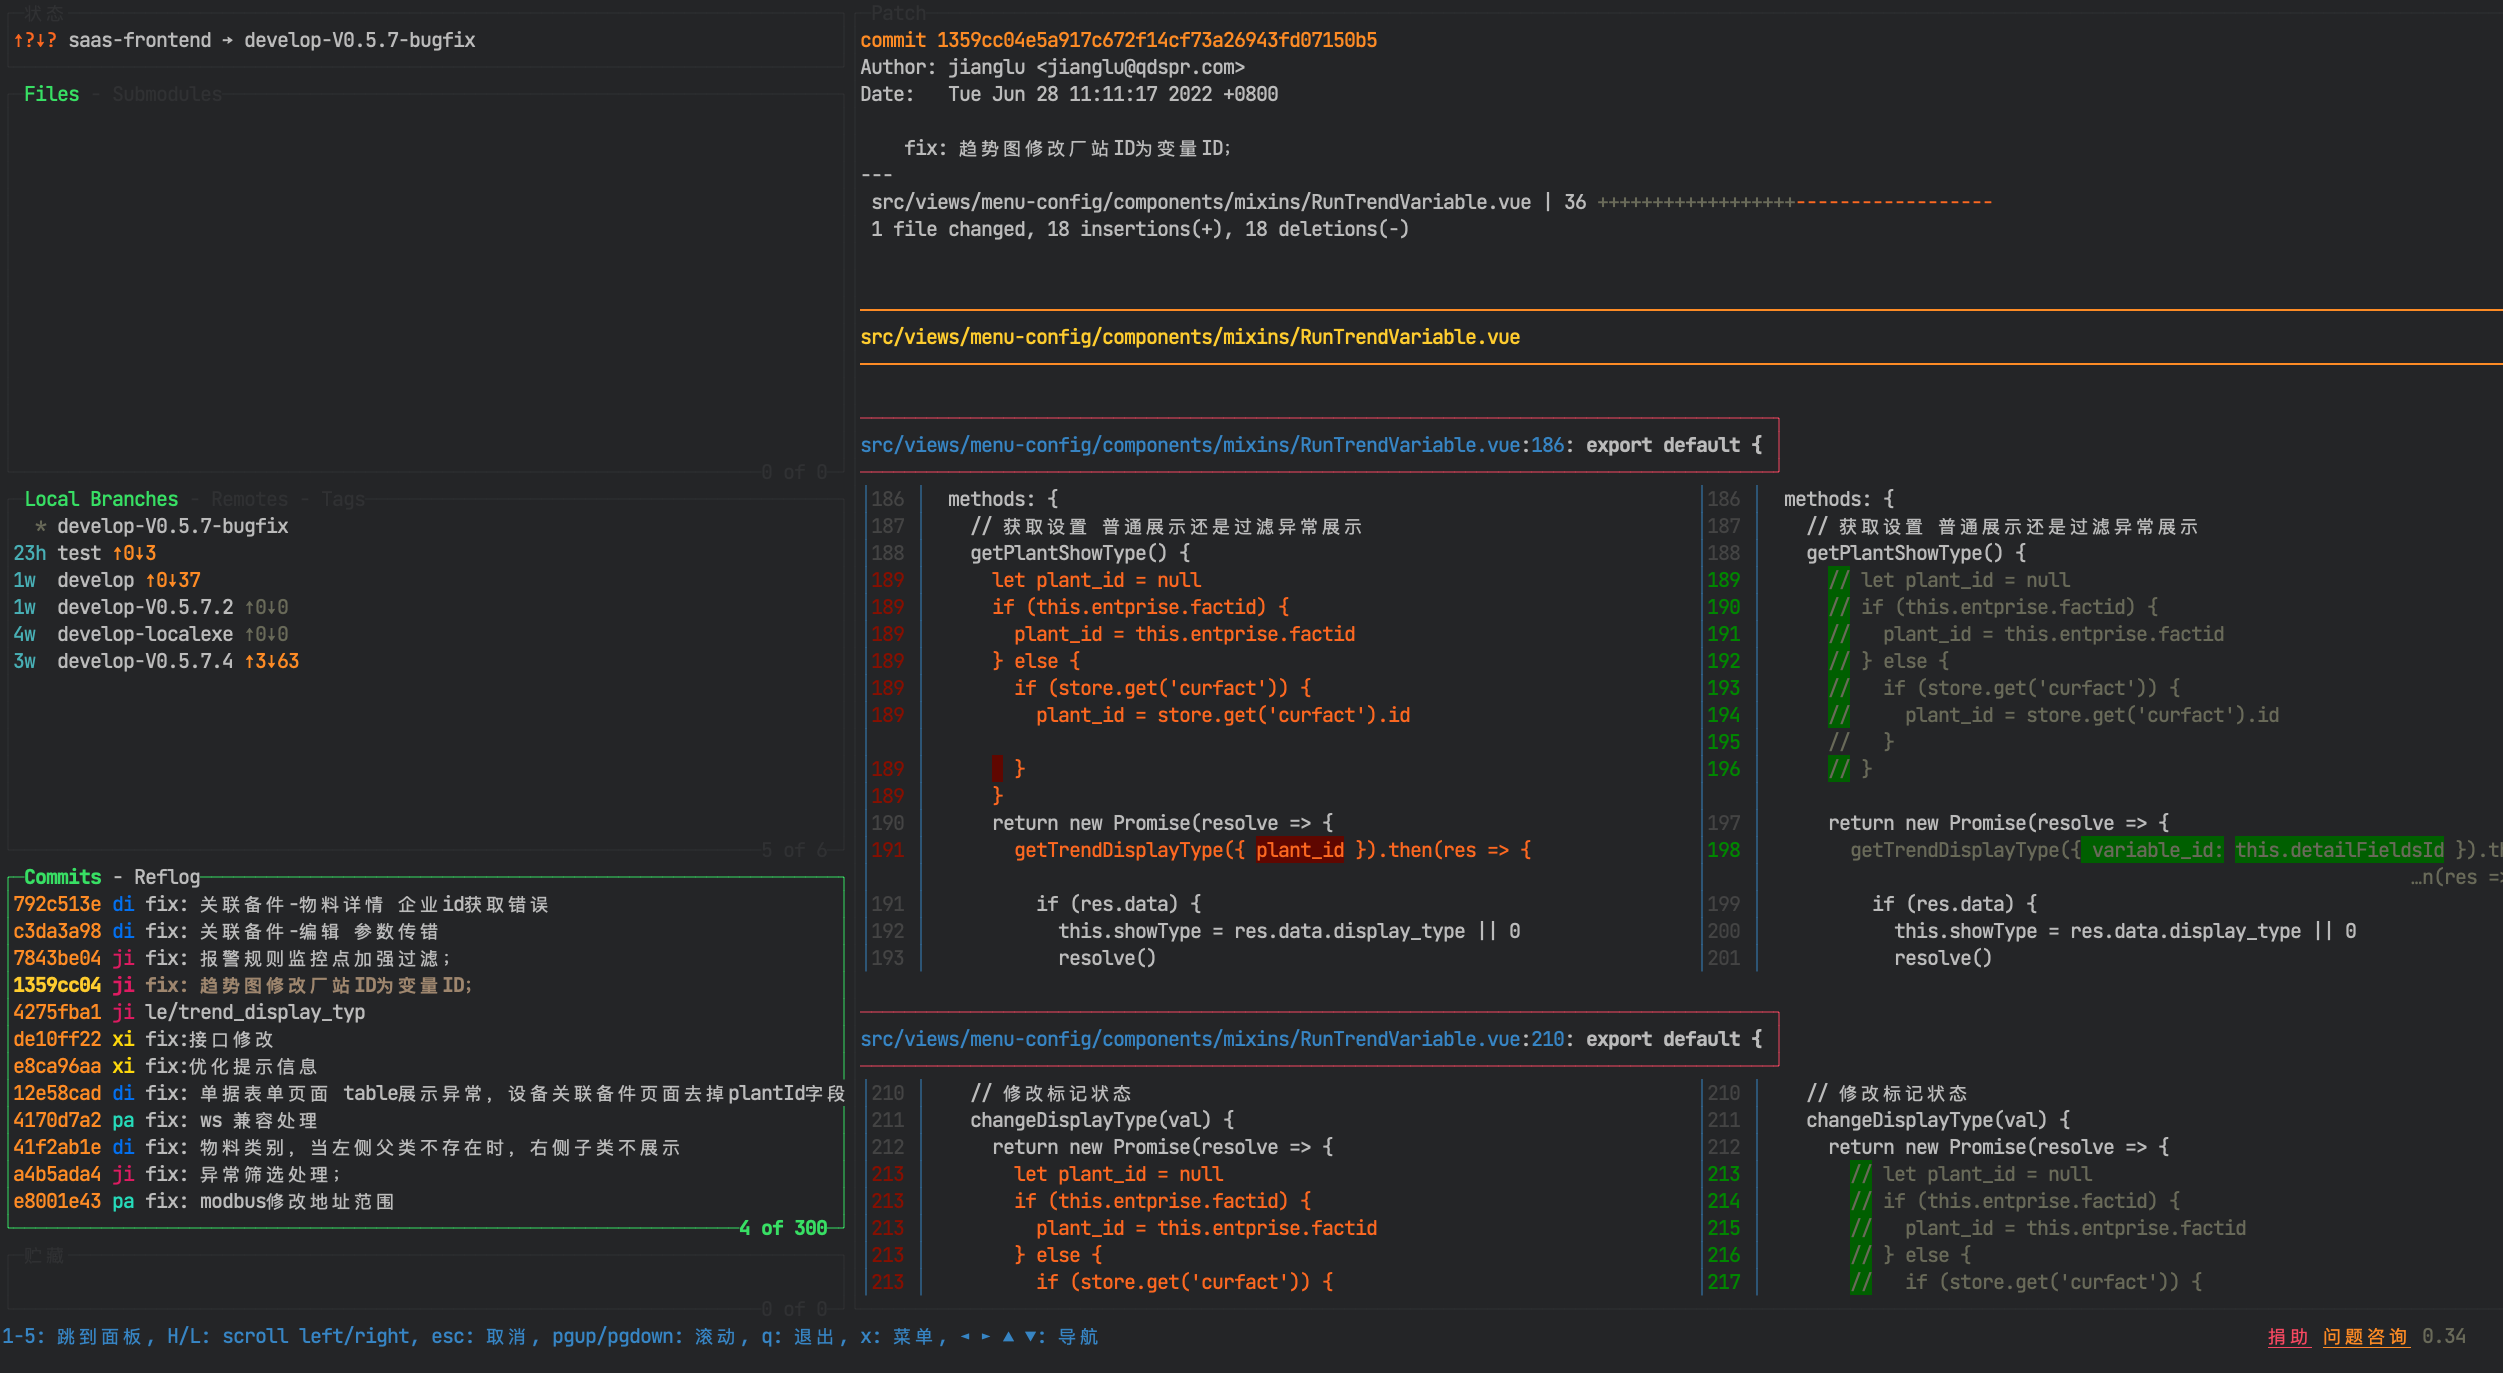 状态
↑?↓? saas-frontend → develop-V0.5.7-bugfix
Files - Submodules
0 of 0
Local Branches - Remotes - Tags
* develop-V0.5.7-bugfix
23h test ↑0↓3
1w develop ↑0↓37
1w develop-V0.5.7.2 ↑0↓0
4w develop-localexe ↑0↓0
3w develop-V0.5.7.4 ↑3↓63
5 of 6
Commits - Reflog
792c513e di fix: 关联备件-物料详情 企业id获取错误
c3da3a98 di fix: 关联备件-编辑 参数传错
7843be04 ji fix: 报警规则监控点加强过滤;
1359cc04 ji fix: 趋势图修改厂站ID为变量ID;
4275fba1 ji le/trend_display_typ
de10ff22 xi fix:接口修改
e8ca96aa xi fix:优化提示信息
12e58cad di fix: 单据表单页面 table展示异常, 设备关联备件页面去掉plantId字段
4170d7a2 pa fix: ws 兼容处理
41f2ab1e di fix: 物料类别, 当左侧父类不存在时, 右侧子类不展示
a4b5ada4 ji fix: 异常筛选处理;
e8001e43 pa fix: modbus修改地址范围
4 of 300
贮藏
0 of 0
Patch
commit 1359cc04e5a917c672f14cf73a26943fd07150b5
Author: jianglu <jianglu@qdspr.com>
Date:   Tue Jun 28 11:11:17 2022 +0800
fix: 趋势图修改厂站ID为变量ID;
---
src/views/menu-config/components/mixins/RunTrendVariable.vue | 36 ++++++++++++++++++------------------
1 file changed, 18 insertions(+), 18 deletions(-)
src/views/menu-config/components/mixins/RunTrendVariable.vue
src/views/menu-config/components/mixins/RunTrendVariable.vue:186: export default {
186 methods: {
187 // 获取设置 普通展示还是过滤异常展示
188 getPlantShowType() {
189 let plant_id = null
189 if (this.entprise.factid) {
189 plant_id = this.entprise.factid
189 } else {
189 if (store.get('curfact')) {
189 plant_id = store.get('curfact').id
189 }
189 }
190 return new Promise(resolve => {
191 getTrendDisplayType({ plant_id }).then(res => {
191 if (res.data) {
192 this.showType = res.data.display_type || 0
193 resolve()
186 methods: {
187 // 获取设置 普通展示还是过滤异常展示
188 getPlantShowType() {
189 // let plant_id = null
190 // if (this.entprise.factid) {
191 //   plant_id = this.entprise.factid
192 // } else {
193 //   if (store.get('curfact')) {
194 //     plant_id = store.get('curfact').id
195 //   }
196 // }
197 return new Promise(resolve => {
198 getTrendDisplayType({ variable_id: this.detailFieldsId }).th
…n(res =>
199 if (res.data) {
200 this.showType = res.data.display_type || 0
201 resolve()
src/views/menu-config/components/mixins/RunTrendVariable.vue:210: export default {
210 // 修改标记状态
211 changeDisplayType(val) {
212 return new Promise(resolve => {
213 let plant_id = null
213 if (this.entprise.factid) {
213 plant_id = this.entprise.factid
213 } else {
213 if (store.get('curfact')) {
210 // 修改标记状态
211 changeDisplayType(val) {
212 return new Promise(resolve => {
213 // let plant_id = null
214 // if (this.entprise.factid) {
215 //   plant_id = this.entprise.factid
216 // } else {
217 //   if (store.get('curfact')) {
1-5: 跳到面板, H/L: scroll left/right, esc: 取消, pgup/pgdown: 滚动, q: 退出, x: 菜单, ◄ ► ▲ ▼: 导航
捐助 问题咨询 0.34